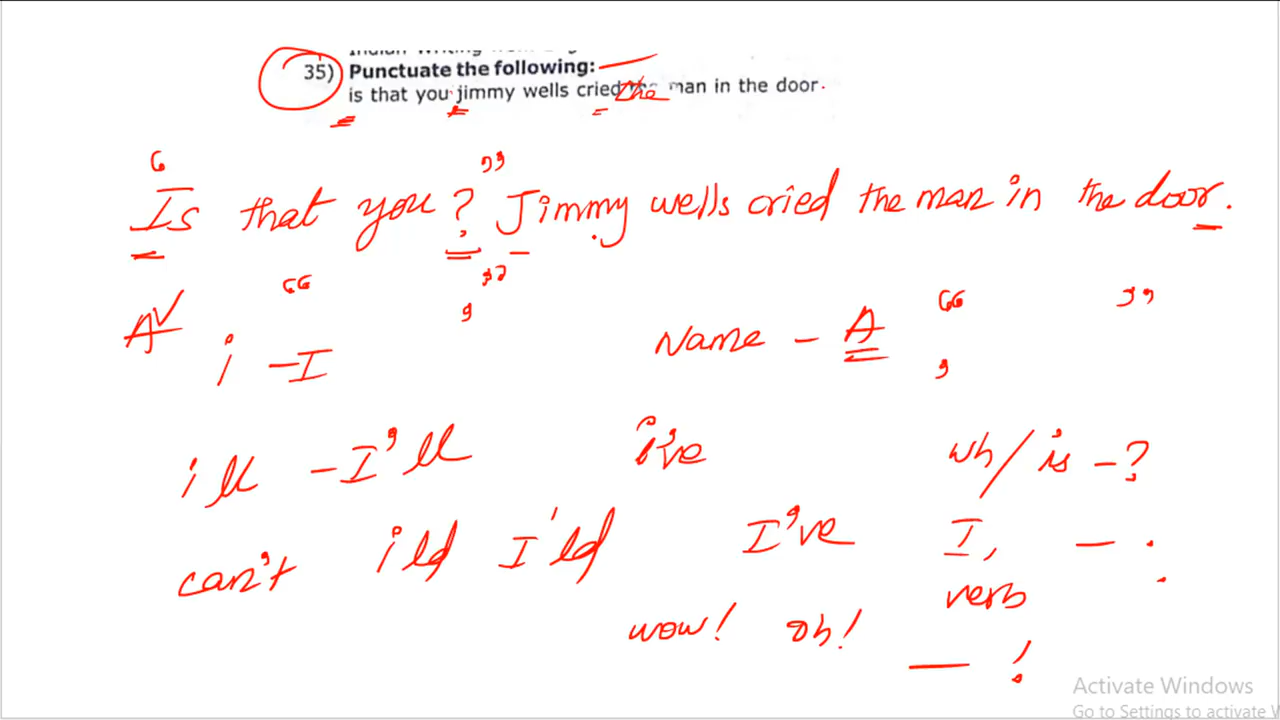 35) Punctuate the following:
is that you jimmy wells cried the man in the door.
"Is that you?" Jimmy wells cried the man in the door.
A i - I “ , ” Name - A “ , ”
ill - I'll i've wh/is - ?
can't i'ld I'ld I've I, - .
verb
wow! oh! — !
Activate Windows
Go to Settings to activate W